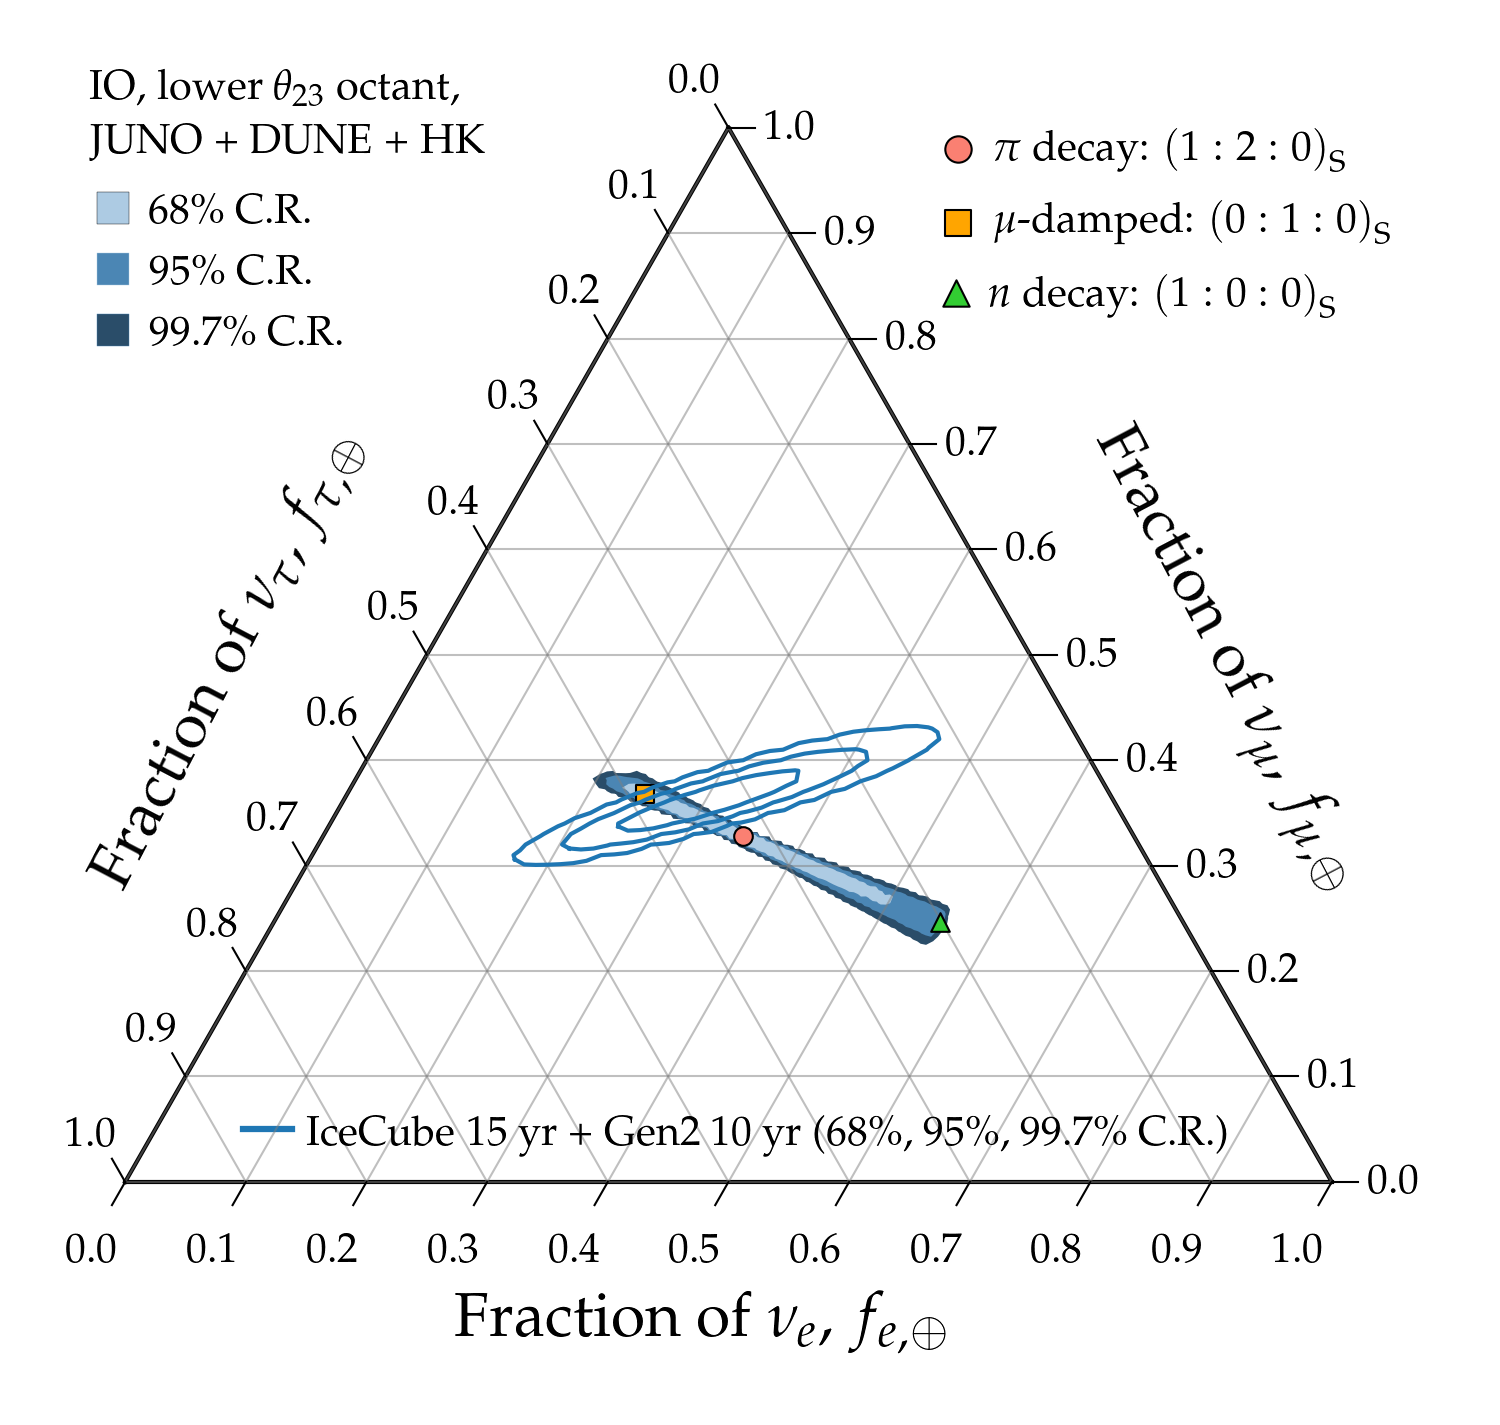 IO, lower θ₂₃ octant,
JUNO + DUNE + HK
68% C.R.
95% C.R.
99.7% C.R.
π decay: (1 : 2 : 0)S
μ-damped: (0 : 1 : 0)S
n decay: (1 : 0 : 0)S
Fraction of ντ, fτ,⊕
0.0
0.1
0.2
0.3
0.4
0.5
0.6
0.7
0.8
0.9
1.0
Fraction of νμ, fμ,⊕
1.0
0.9
0.8
0.7
0.6
0.5
0.4
0.3
0.2
0.1
0.0
IceCube 15 yr + Gen2 10 yr (68%, 95%, 99.7% C.R.)
0.0 0.1 0.2 0.3 0.4 0.5 0.6 0.7 0.8 0.9 1.0
Fraction of νe, fe,⊕